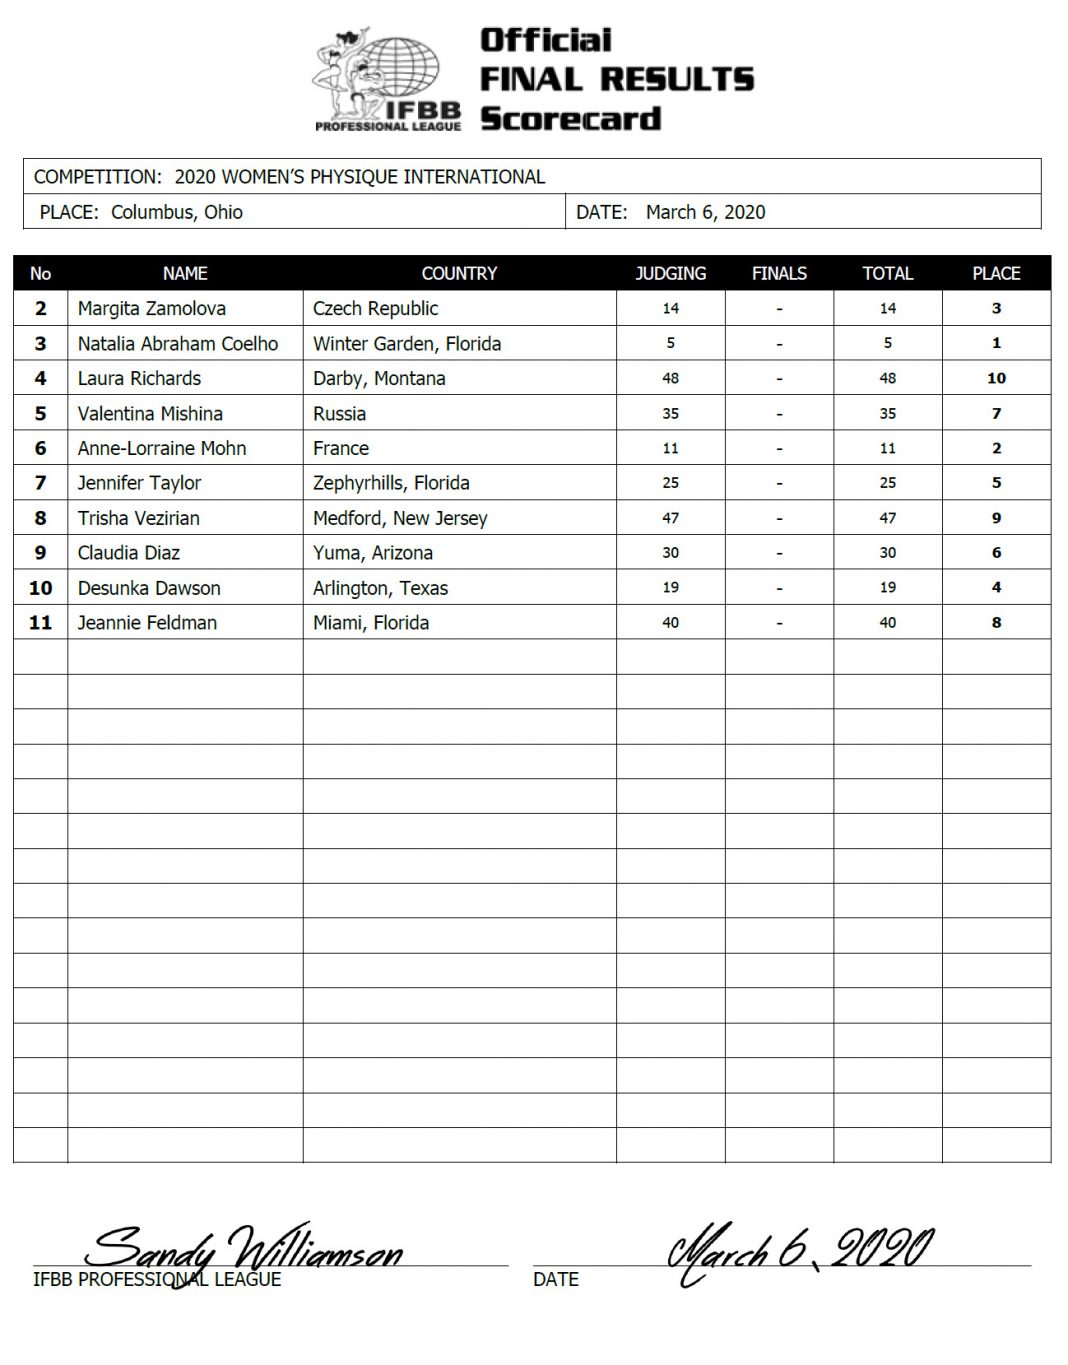 Official
FINAL RESULTS
Scorecard
IFBB
PROFESSIONAL LEAGUE
COMPETITION: 2020 WOMEN'S PHYSIQUE INTERNATIONAL
PLACE: Columbus, Ohio DATE: March 6, 2020
No NAME COUNTRY JUDGING FINALS TOTAL PLACE
2 Margita Zamolova Czech Republic 14 - 14 3
3 Natalia Abraham Coelho Winter Garden, Florida 5 - 5 1
4 Laura Richards Darby, Montana 48 - 48 10
5 Valentina Mishina Russia 35 - 35 7
6 Anne-Lorraine Mohn France 11 - 11 2
7 Jennifer Taylor Zephyrhills, Florida 25 - 25 5
8 Trisha Vezirian Medford, New Jersey 47 - 47 9
9 Claudia Diaz Yuma, Arizona 30 - 30 6
10 Desunka Dawson Arlington, Texas 19 - 19 4
11 Jeannie Feldman Miami, Florida 40 - 40 8
Sandy Williamson March 6, 2020
IFBB PROFESSIONAL LEAGUE DATE